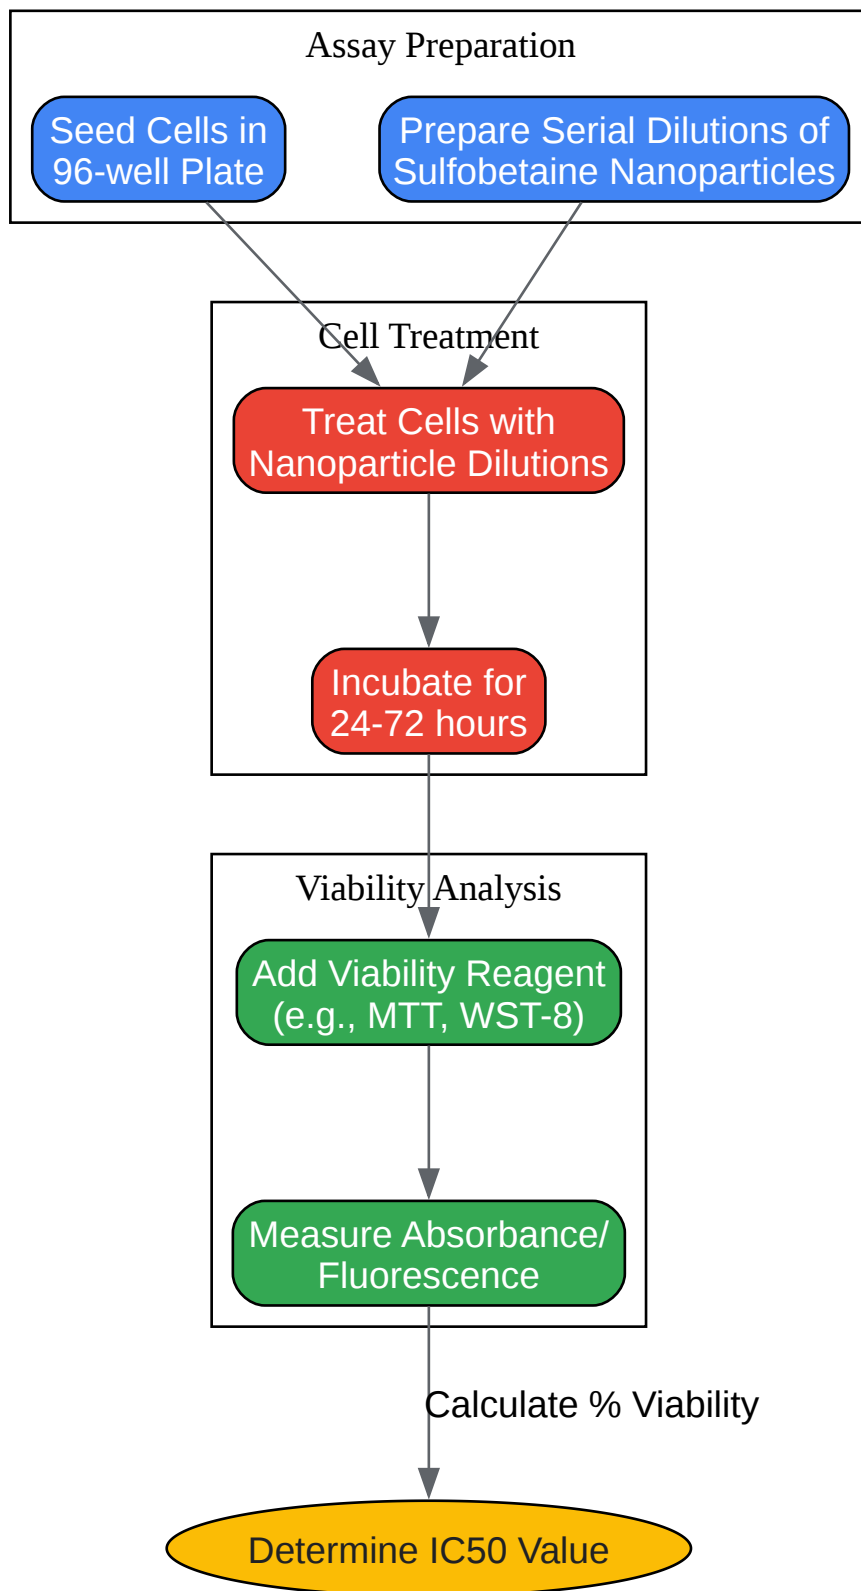 Assay Preparation
Seed Cells in
96-well Plate
Prepare Serial Dilutions of
Sulfobetaine Nanoparticles
Cell Treatment
Treat Cells with
Nanoparticle Dilutions
Incubate for
24-72 hours
Viability Analysis
Add Viability Reagent
(e.g., MTT, WST-8)
Measure Absorbance/
Fluorescence
Calculate % Viability
Determine IC50 Value